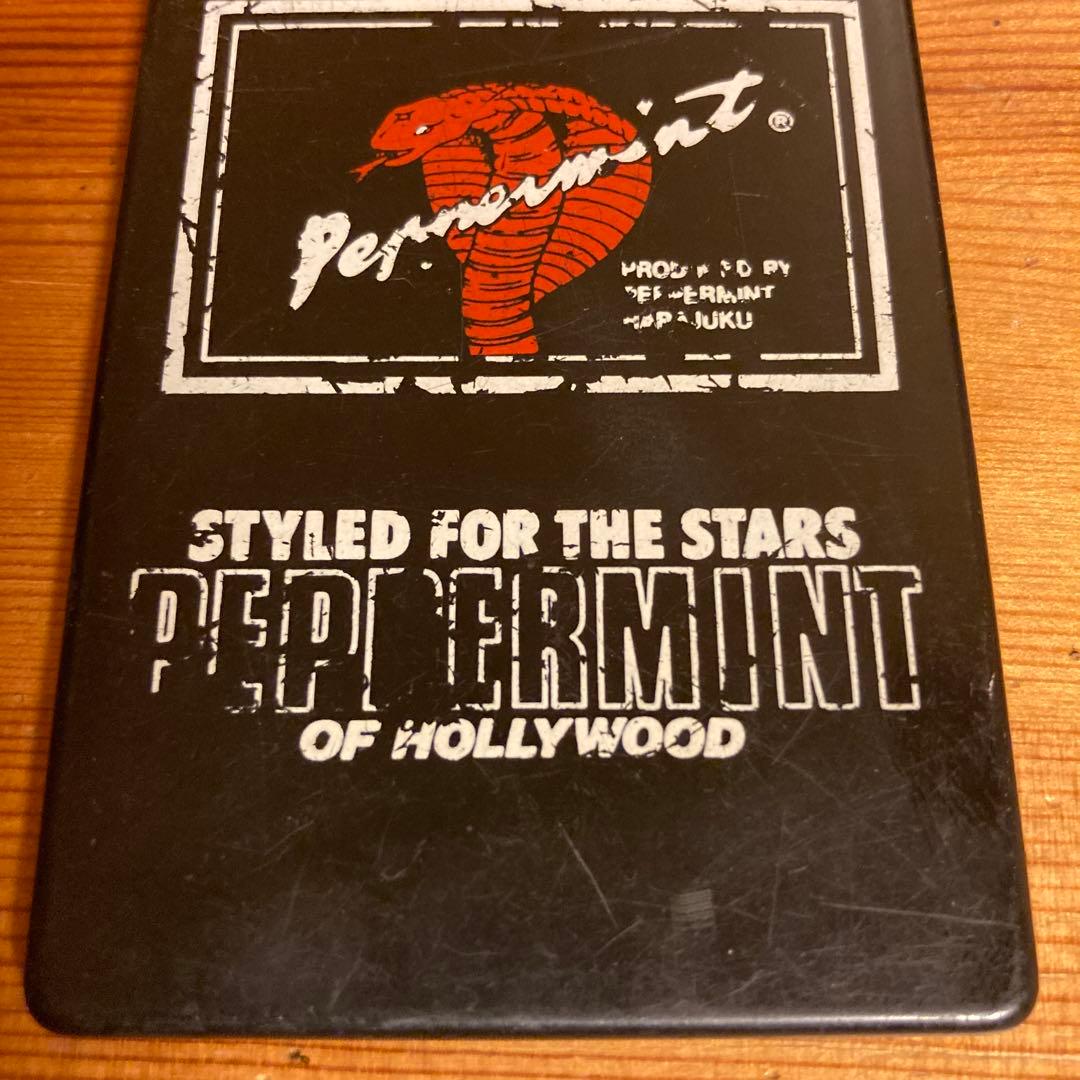 Peppermint ®
PRODUCED BY
PEPPERMINT
HARAJUKU
STYLED FOR THE STARS
PEPPERMINT
OF HOLLYWOOD